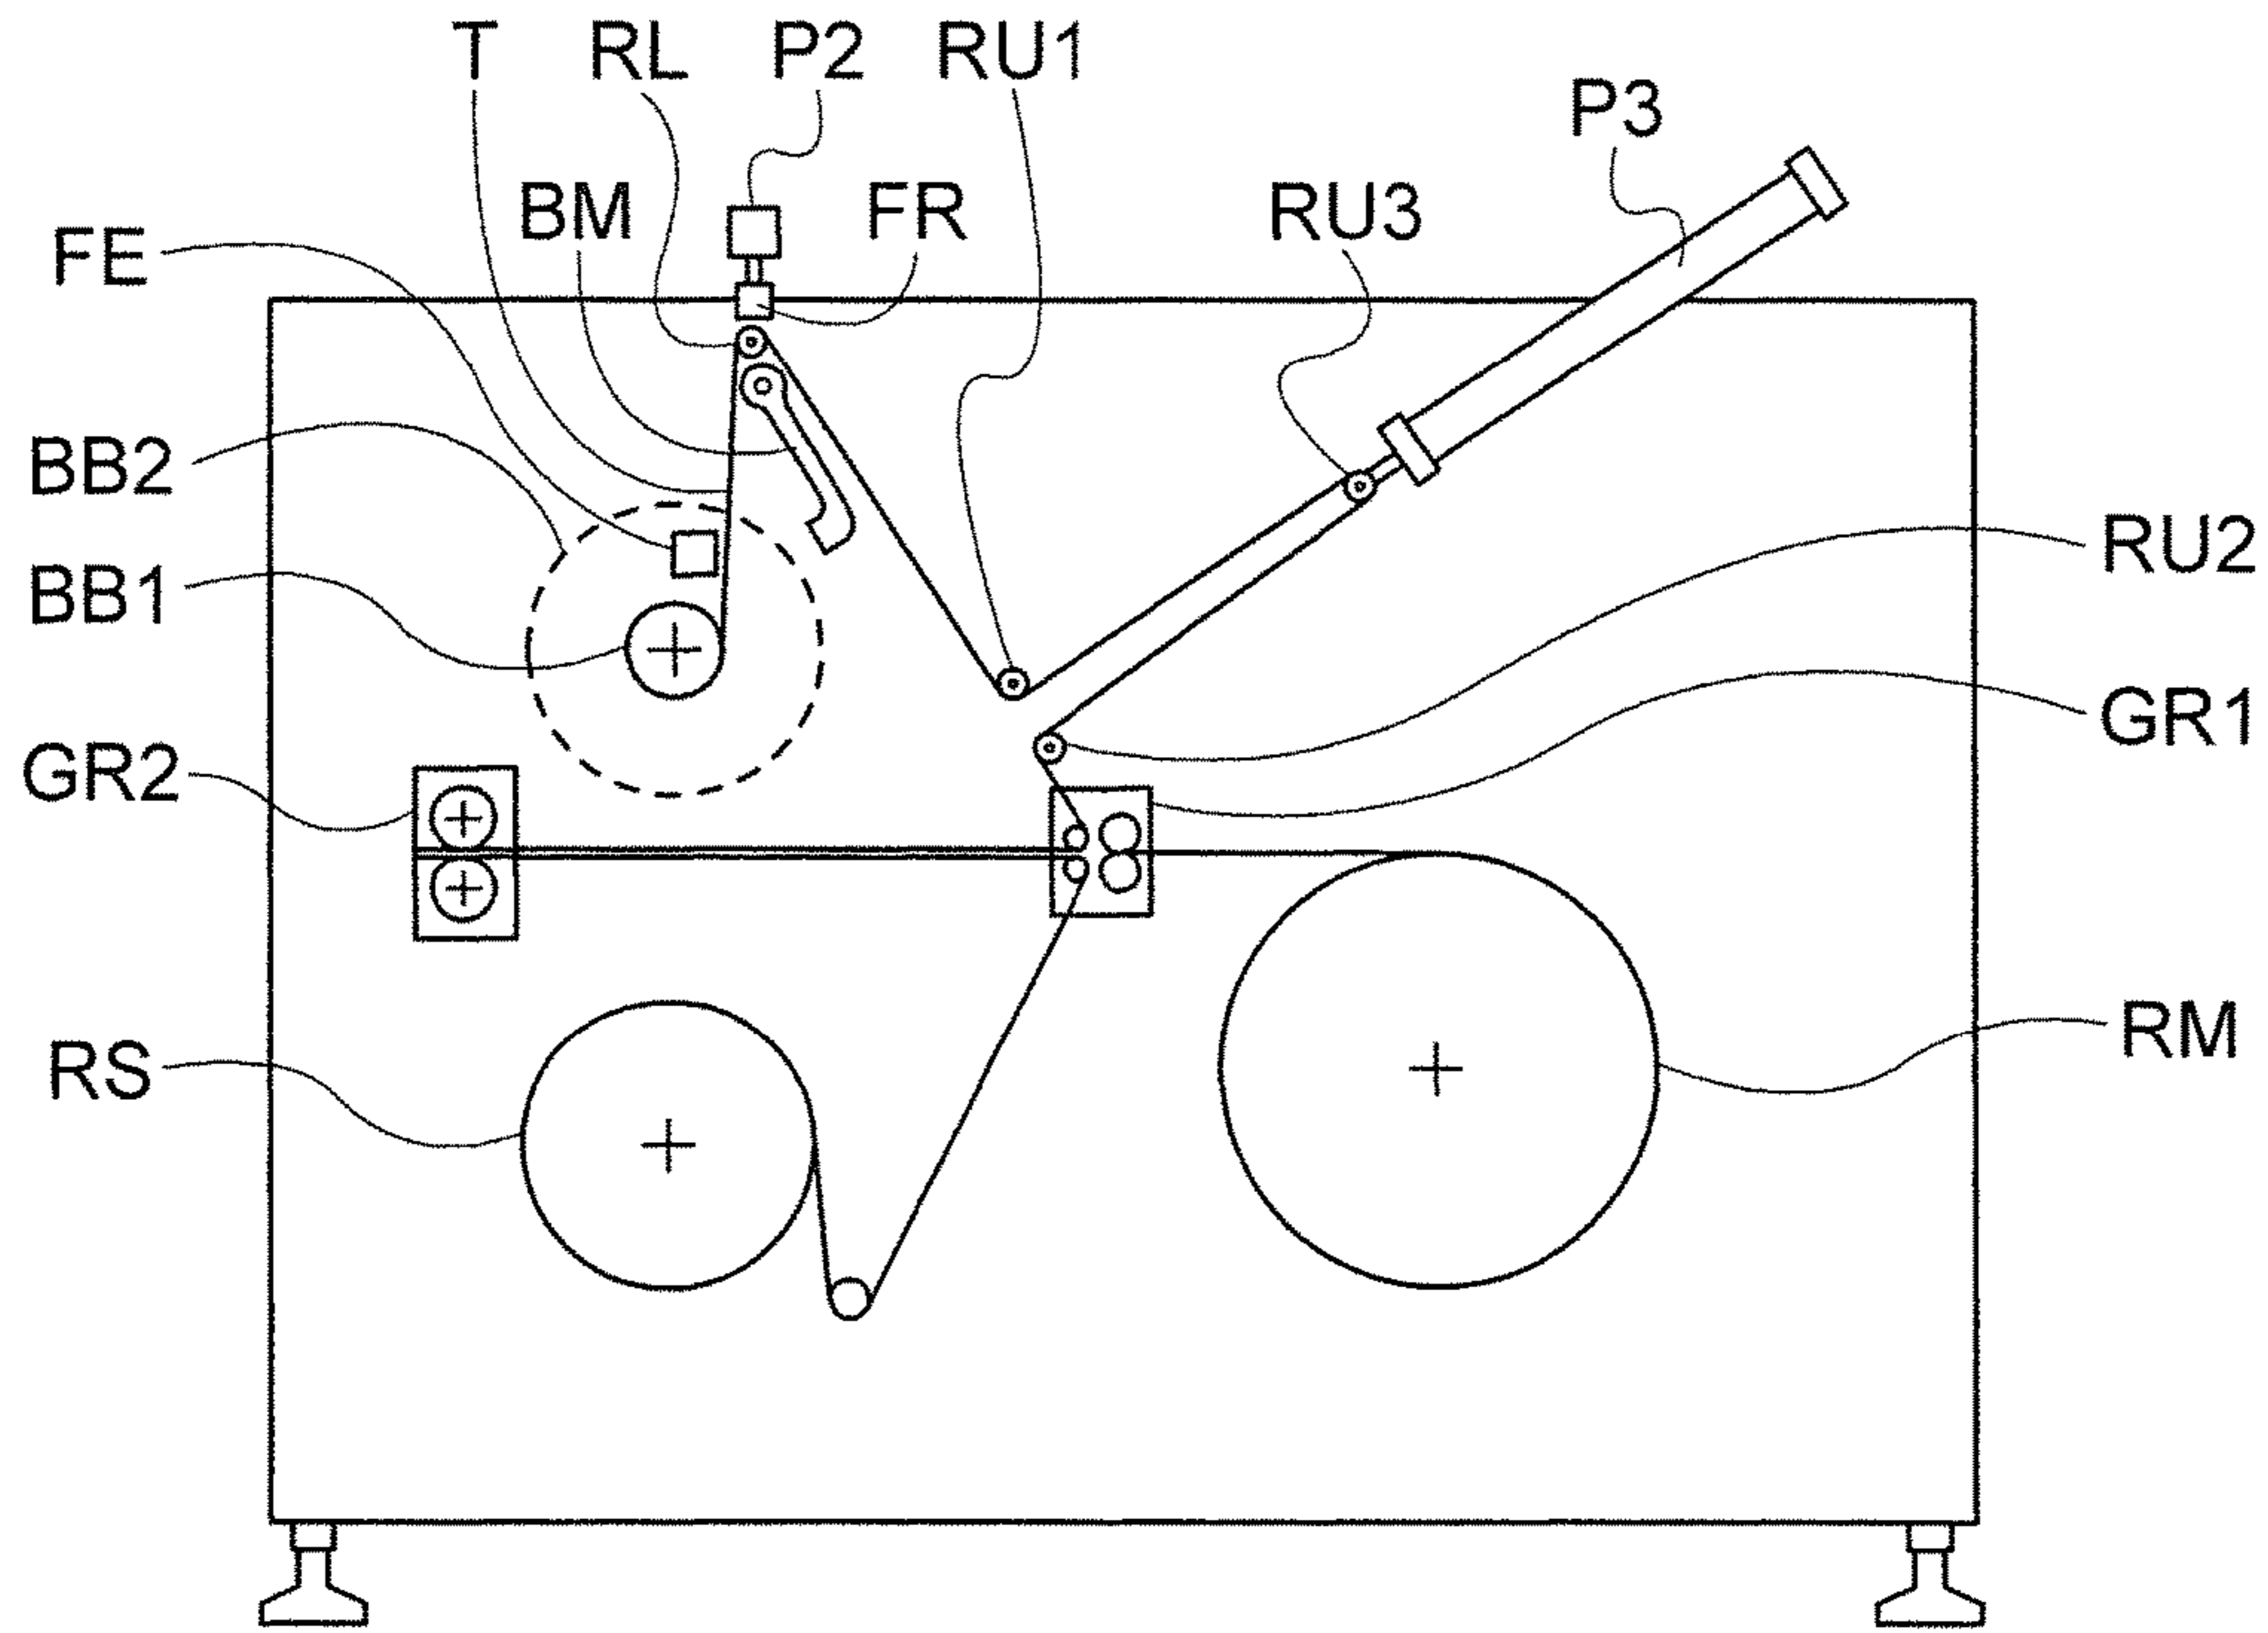 T RL P2 RU1
P3
BM FR RU3
FE
BB2
RU2
BB1
GR1
GR2
RM
RS